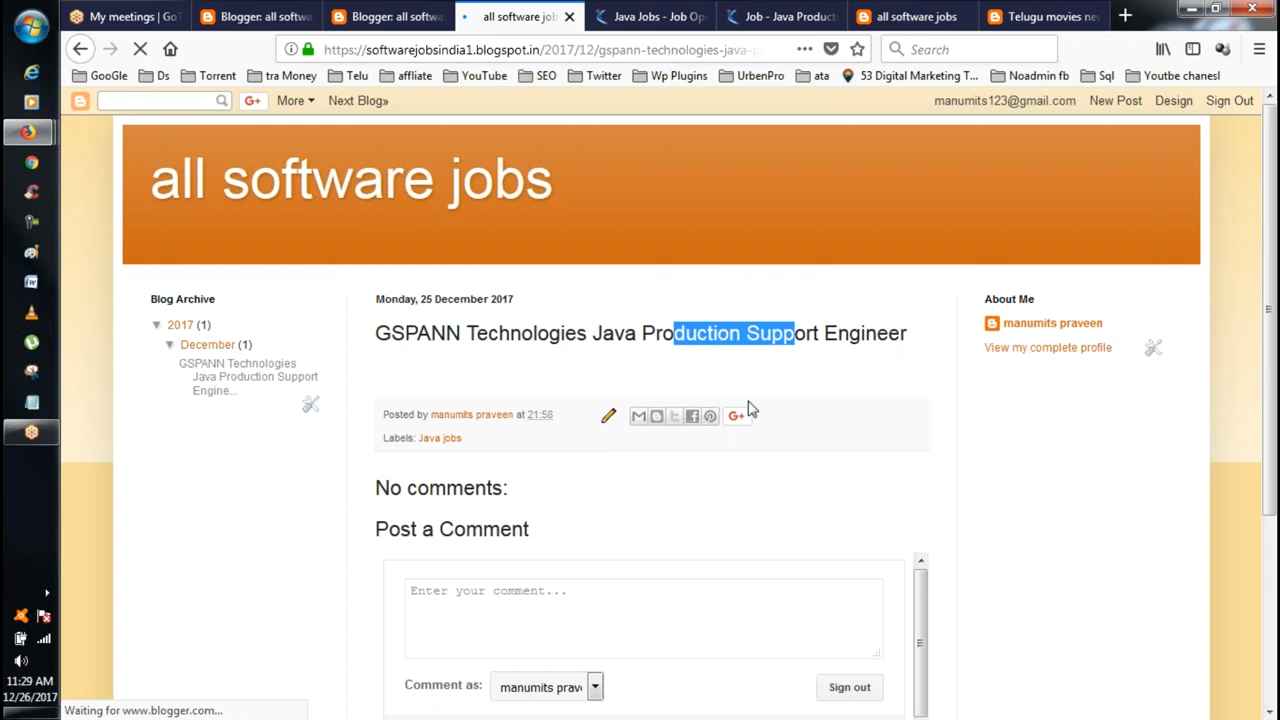 My meetings | GoT
Blogger: all softwa
Blogger: all softwa
all software job
Java Jobs - Job Op
Job - Java Product
all software jobs
Telugu movies ne
https://softwarejobsindia1.blogspot.in/2017/12/gspann-technologies-java-p
Search
GooGle
Ds
Torrent
tra Money
Telu
affliate
YouTube
SEO
Twitter
Wp Plugins
UrbenPro
ata
53 Digital Marketing T...
Noadmin fb
Sql
Youtbe chanesl
G+
More
Next Blog»
manumits123@gmail.com
New Post
Design
Sign Out
all software jobs
Blog Archive
▼ 2017 (1)
▼ December (1)
GSPANN Technologies
Java Production Support
Engine...
Monday, 25 December 2017
GSPANN Technologies Java Production Support Engineer
Posted by manumits praveen at 21:58
G+
Labels: Java jobs
No comments:
Post a Comment
Enter your comment...
Comment as:
manumits prav
Sign out
About Me
manumits praveen
View my complete profile
11:29 AM
12/26/2017
Waiting for www.blogger.com...